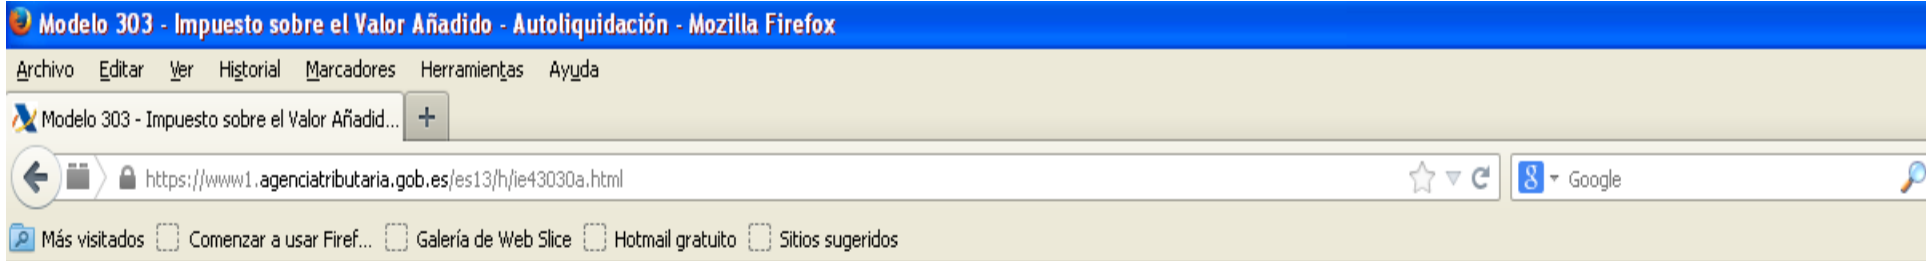 Modelo 303 - Impuesto sobre el Valor Añadido - Autoliquidación - Mozilla Firefox
Archivo Editar Ver Historial Marcadores Herramientas Ayuda
Modelo 303 - Impuesto sobre el Valor Añadid... +
https://www1.agenciatributaria.gob.es/es13/h/ie43030a.html 8 Google
Más visitados Comenzar a usar Firef... Galería de Web Slice Hotmail gratuito Sitios sugeridos